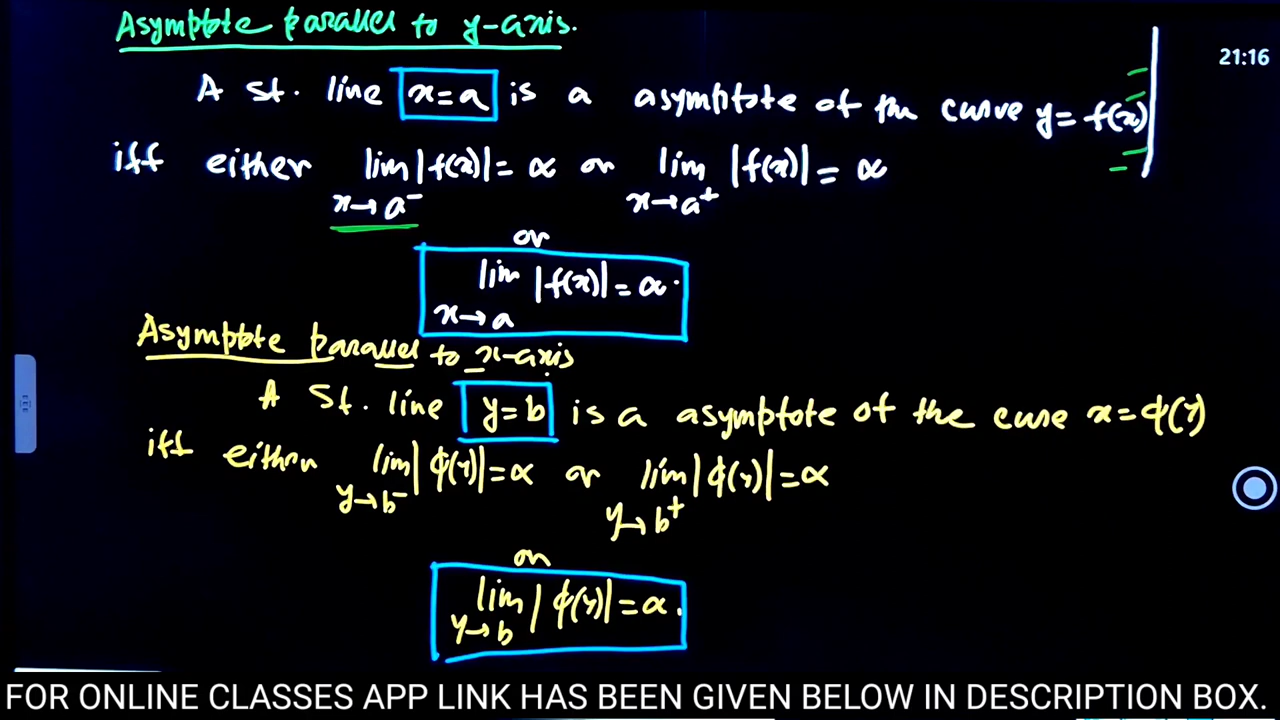 Asymptote parallel to y-axis.
21:16
A st. line x=a is a asymptote of the curve y= f(x)
iff either lim |f(x)|= ∝ or lim |f(x)| = ∝
x→a⁻ x→a⁺
or
lim |f(x)| = ∝.
x→a
Asymptote parallel to x-axis
A St. line y=b is a asymptote of the curve x= ϕ(y)
iff either lim |ϕ(y)|=∝ or lim |ϕ(y)|=∝
y→b⁻ y→b⁺
or
lim | ϕ(y)| =∝.
y→b
FOR ONLINE CLASSES APP LINK HAS BEEN GIVEN BELOW IN DESCRIPTION BOX.